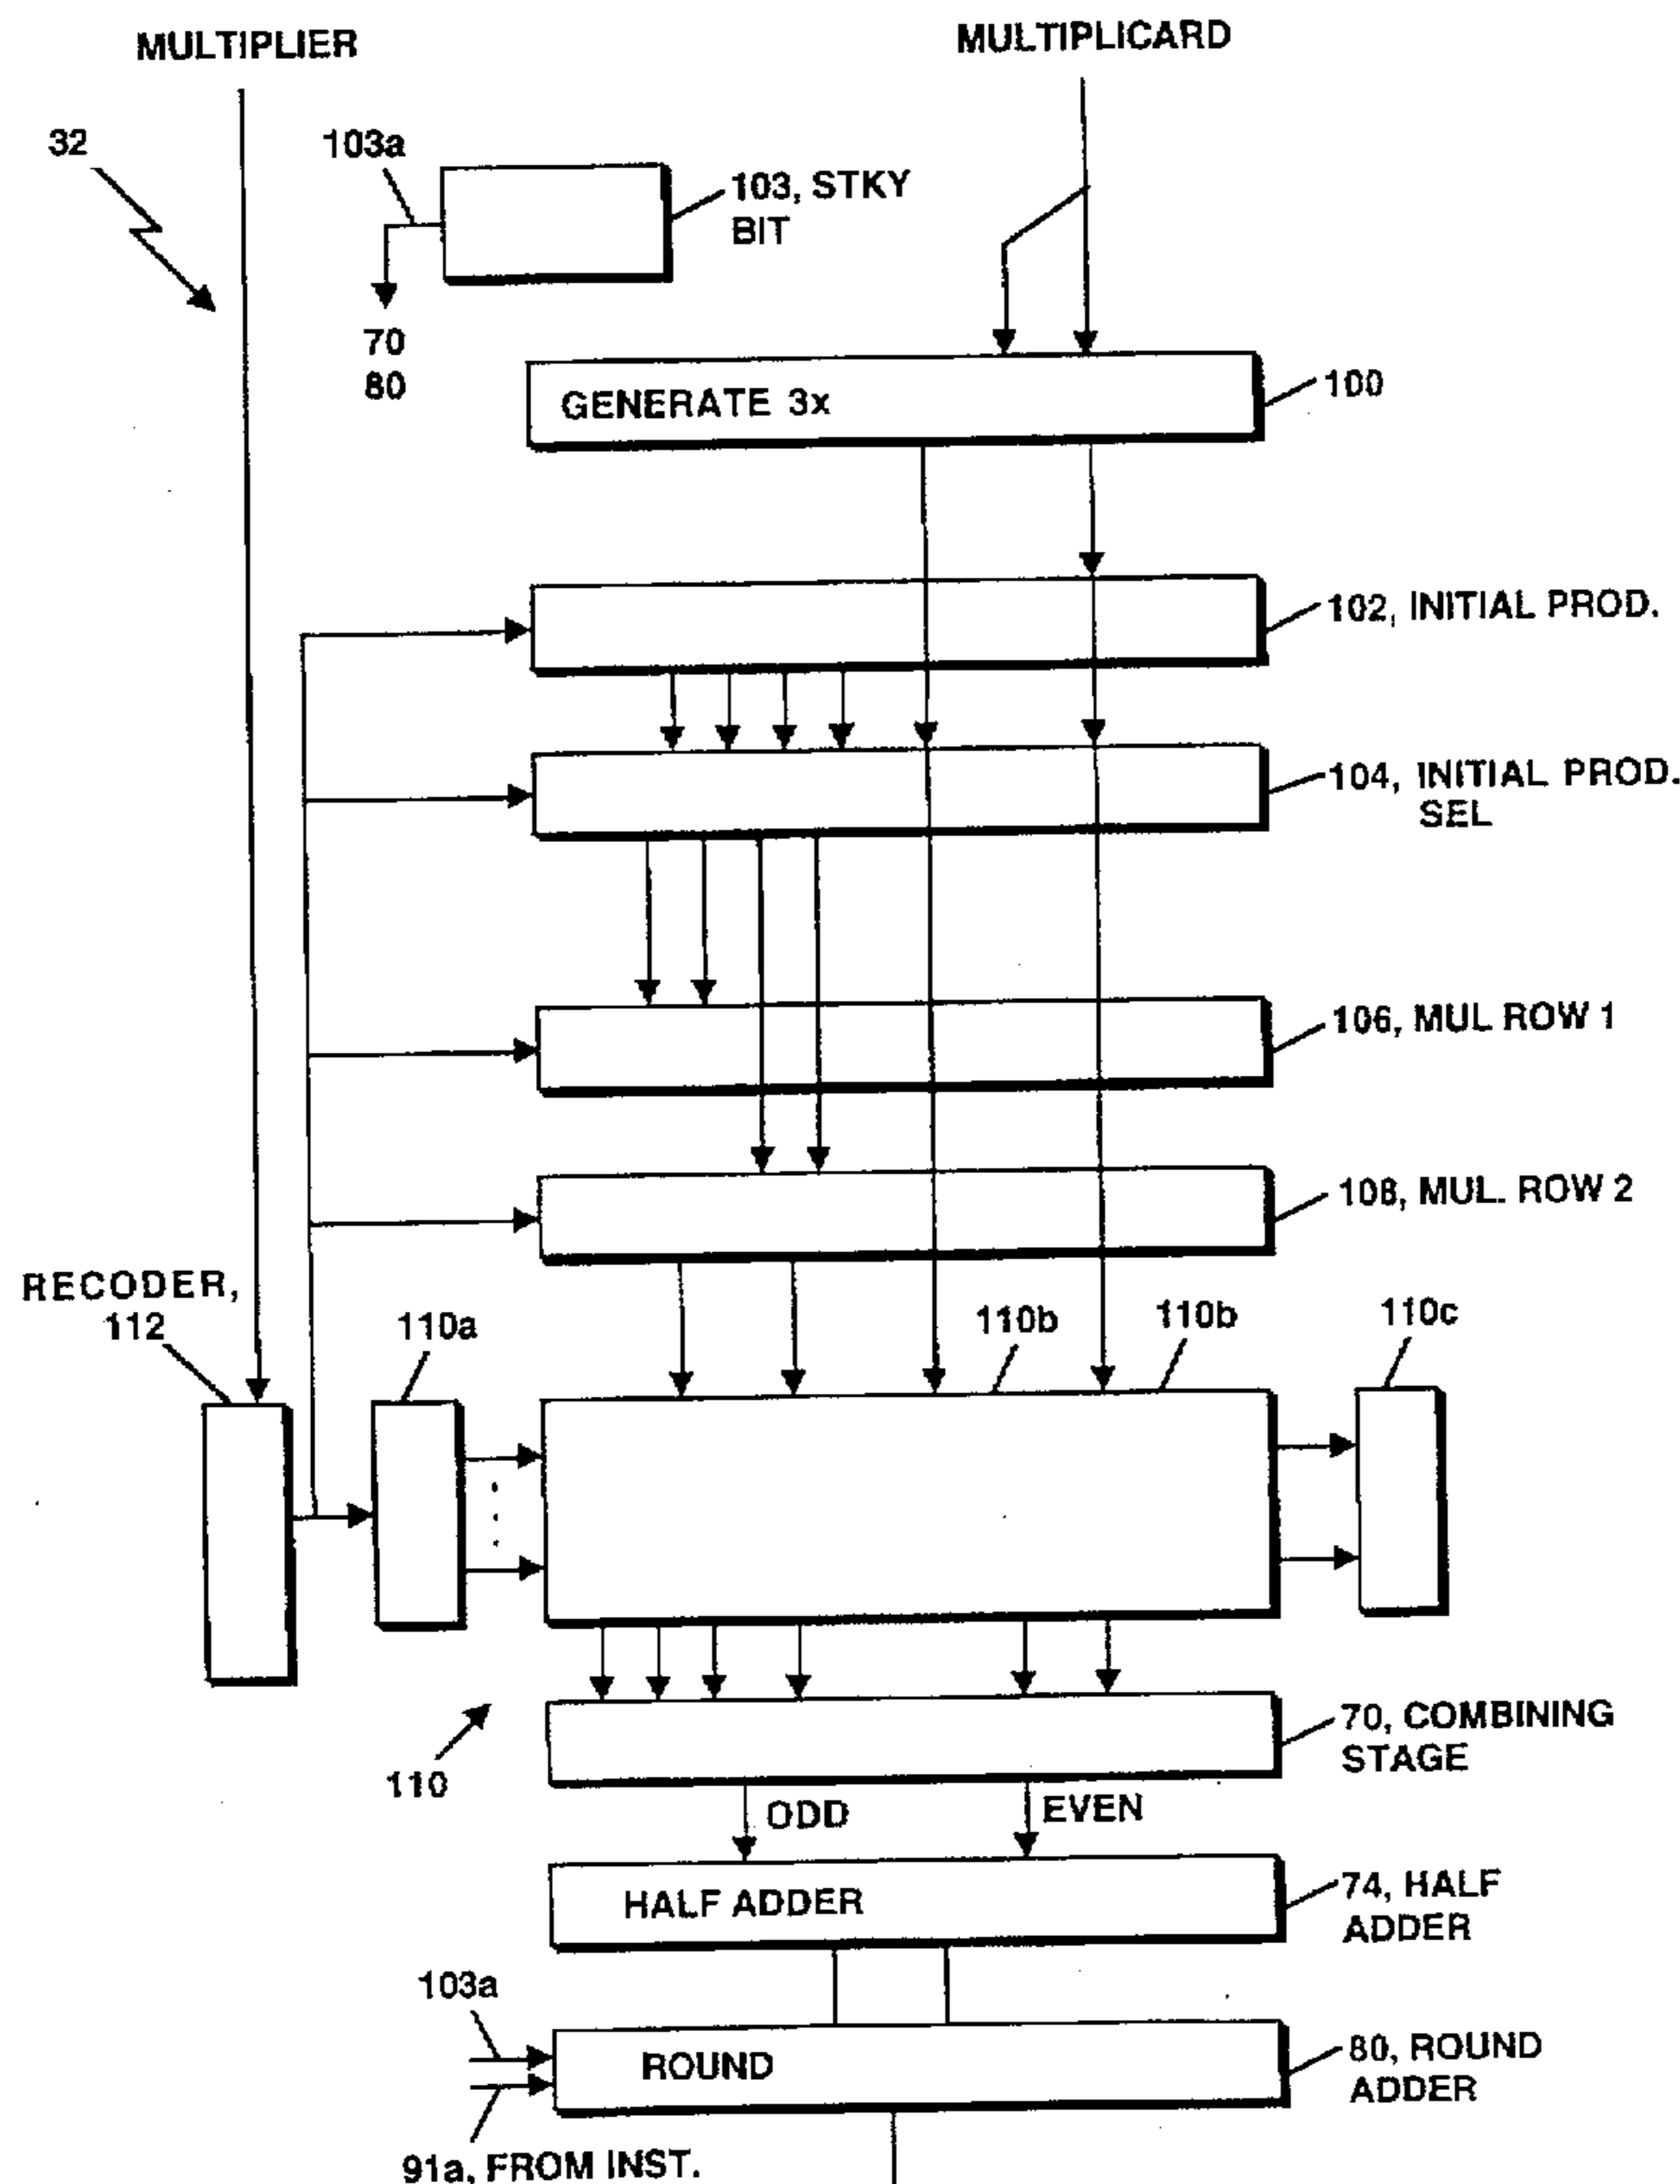 MULTIPLIER
MULTIPLICARD
32
103a
103, STKY
BIT
70
80
GENERATE 3x
100
102, INITIAL PROD.
104, INITIAL PROD.
SEL
106, MUL ROW 1
108, MUL. ROW 2
RECODER,
112
110a
110b
110b
110c
110
70, COMBINING
STAGE
ODD
EVEN
HALF ADDER
74, HALF
ADDER
103a
ROUND
80, ROUND
ADDER
91a, FROM INST.